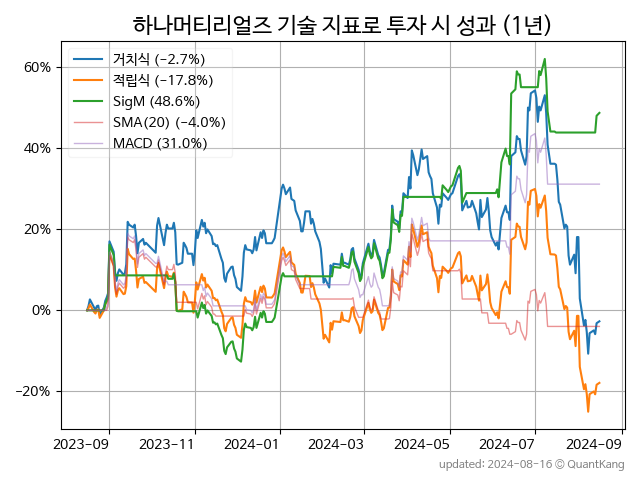 하나머티리얼즈 기술 지표로 투자 시 성과 (1년)
거치식 (−2.7%)
적립식 (−17.8%)
SigM (48.6%)
SMA(20) (−4.0%)
MACD (31.0%)
60%
40%
20%
0%
−20%
2023-09 2023-11 2024-01 2024-03 2024-05 2024-07 2024-09
updated: 2024-08-16 © QuantKang